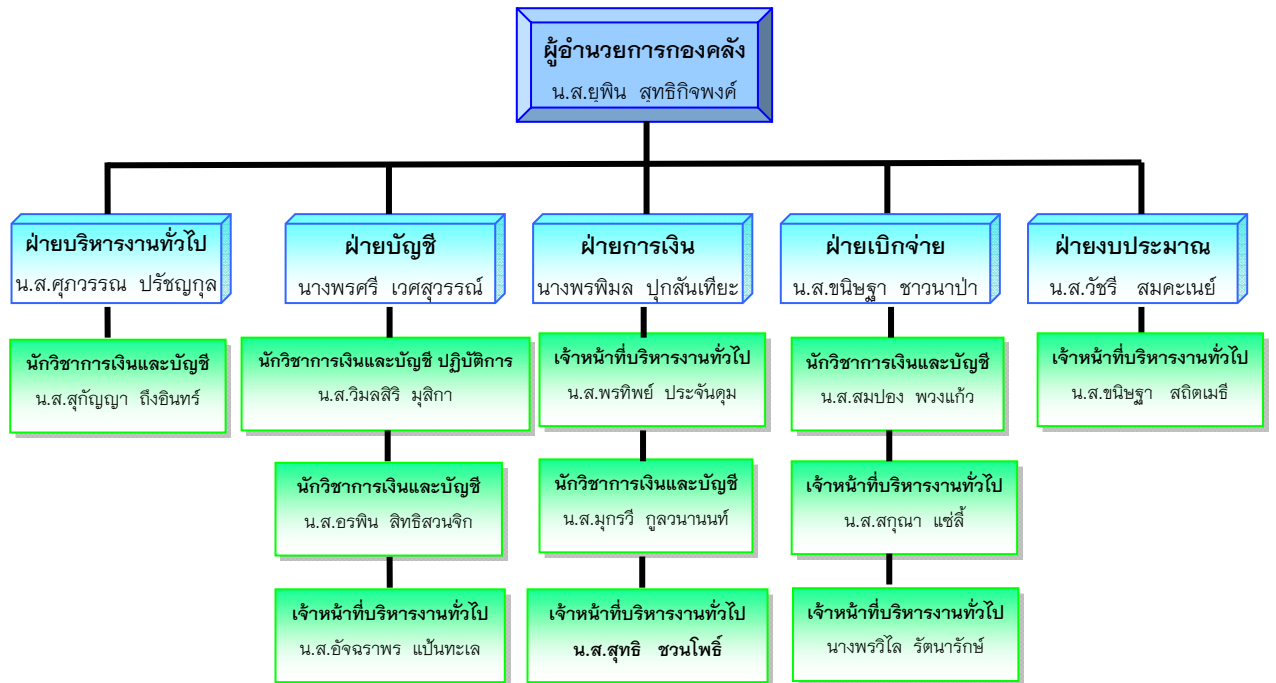 ผู้อำนวยการกองคลัง
น.ส.ยุพิน สุทธิกิจพงค์
ฝ่ายบริหารงานทั่วไป
น.ส.ศุภวรรณ ปรัชญกุล
ฝ่ายบัญชี
นางพรศรี เวศสุวรรณ์
ฝ่ายการเงิน
นางพรพิมล ปุกสันเทียะ
ฝ่ายเบิกจ่าย
น.ส.ขนิษฐา ชาวนาป่า
ฝ่ายงบประมาณ
น.ส.วัชรี สมคะเนย์
นักวิชาการเงินและบัญชี
น.ส.สุกัญญา ถึงอินทร์
นักวิชาการเงินและบัญชี ปฏิบัติการ
น.ส.วิมลสิริ มุสิกา
เจ้าหน้าที่บริหารงานทั่วไป
น.ส.พรทิพย์ ประจันตุม
นักวิชาการเงินและบัญชี
น.ส.สมปอง พวงแก้ว
เจ้าหน้าที่บริหารงานทั่วไป
น.ส.ขนิษฐา สถิตเมธี
นักวิชาการเงินและบัญชี
น.ส.อรพิน สิทธิสวนจิก
นักวิชาการเงินและบัญชี
น.ส.มุกรวี กูลวนานนท์
เจ้าหน้าที่บริหารงานทั่วไป
น.ส.สกุณา แซ่ลี้
เจ้าหน้าที่บริหารงานทั่วไป
น.ส.อัจฉราพร แป้นทะเล
เจ้าหน้าที่บริหารงานทั่วไป
น.ส.สุทธิ ชวนโพธิ์
เจ้าหน้าที่บริหารงานทั่วไป
นางพรวิไล รัตนารักษ์